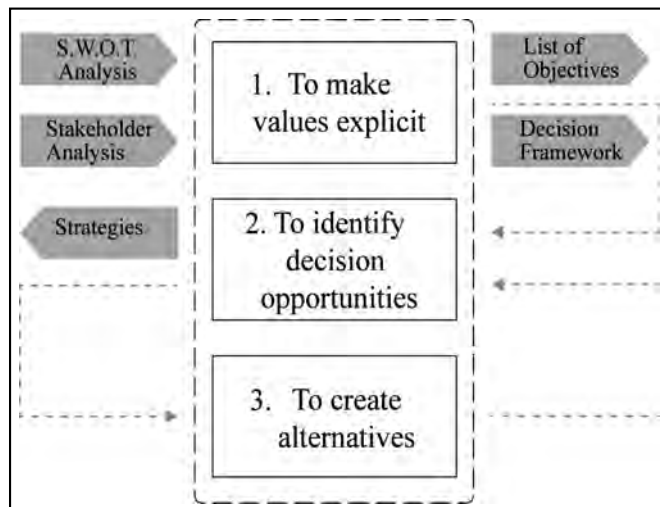 S.W.O.T.
Analysis
Stakeholder
Analysis
Strategies
1. To make
values explicit
2. To identify
decision
opportunities
3. To create
alternatives
List of
Objectives
Decision
Framework